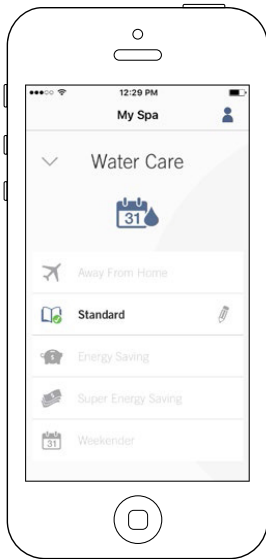 12:29 PM
My Spa
Water Care
31
Away From Home
Standard
Energy Saving
Super Energy Saving
31
Weekender